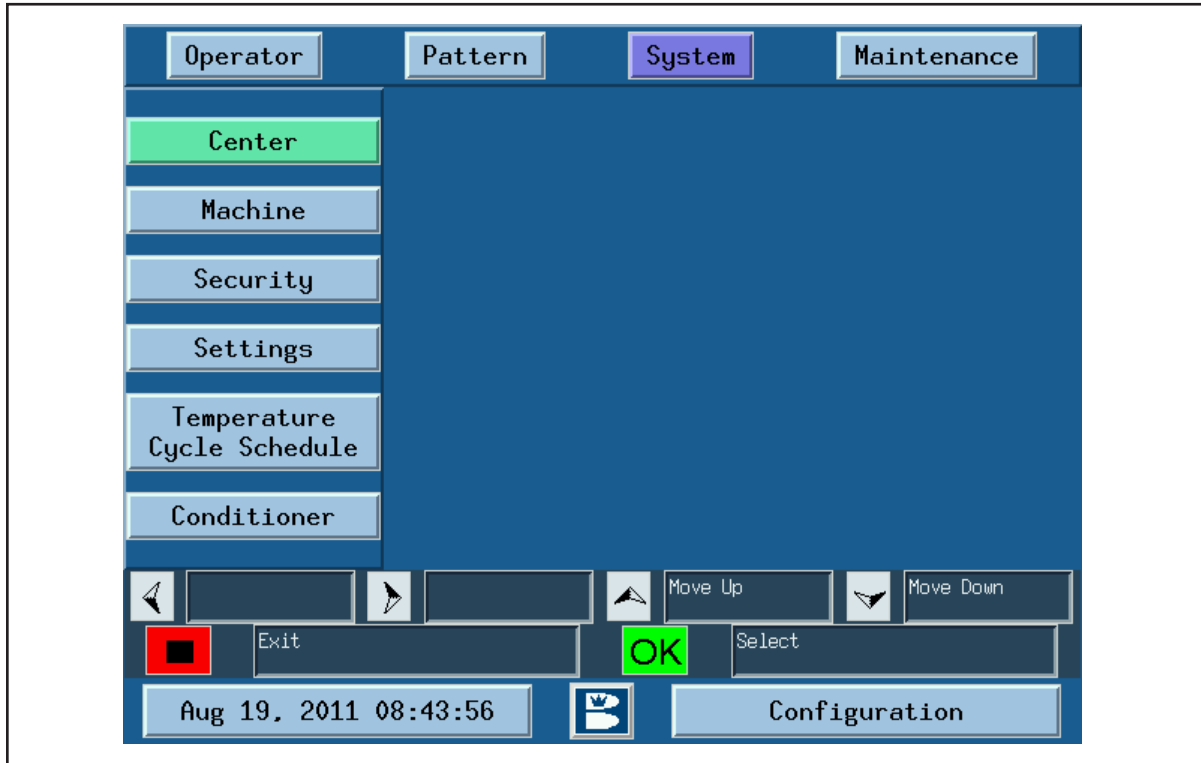 Operator Pattern System Maintenance
Center
Machine
Security
Settings
Temperature
Cycle Schedule
Conditioner
Move Up Move Down
Exit OK Select
Aug 19, 2011 08:43:56 Configuration